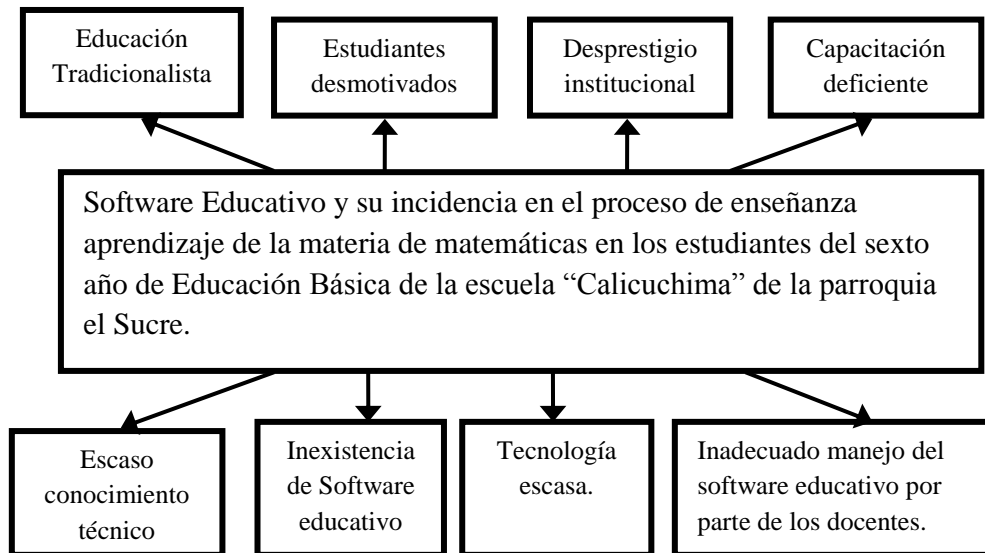 Educación
Tradicionalista
Estudiantes
desmotivados
Desprestigio
institucional
Capacitación
deficiente
Software Educativo y su incidencia en el proceso de enseñanza
aprendizaje de la materia de matemáticas en los estudiantes del sexto
año de Educación Básica de la escuela “Calicuchima” de la parroquia
el Sucre.
Escaso
conocimiento
técnico
Inexistencia
de Software
educativo
Tecnología
escasa.
Inadecuado manejo del
software educativo por
parte de los docentes.